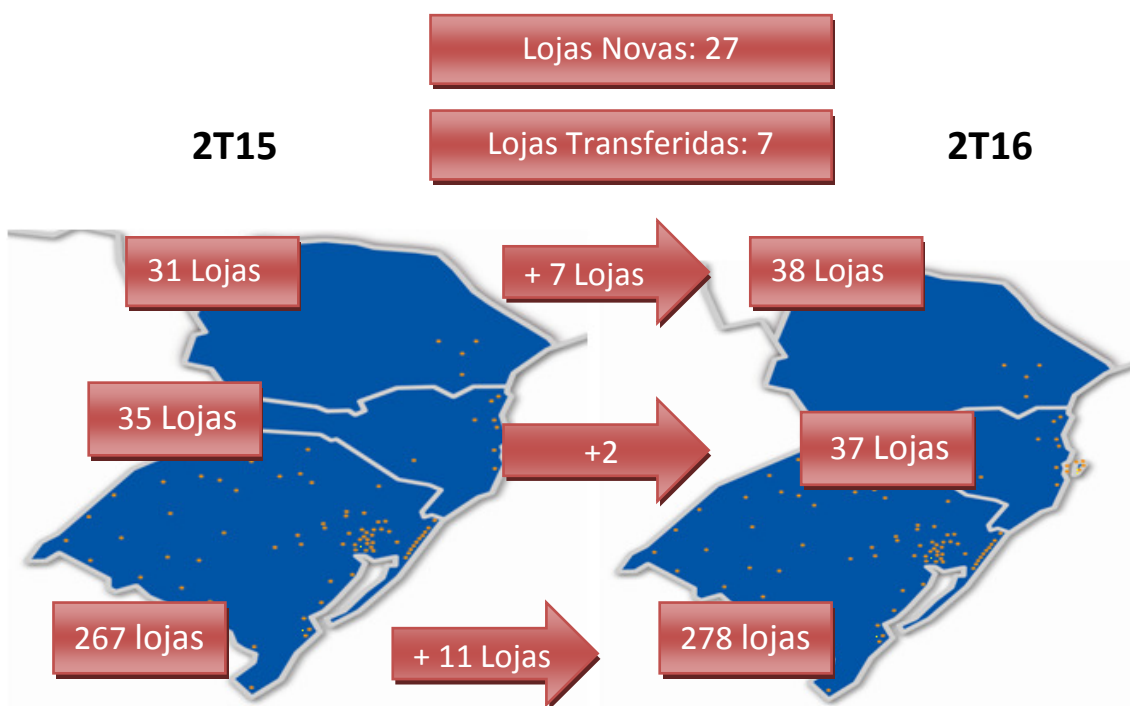 Lojas Novas: 27
2T15
Lojas Transferidas: 7
2T16
31 Lojas
+ 7 Lojas
38 Lojas
35 Lojas
+2
37 Lojas
267 lojas
+ 11 Lojas
278 lojas